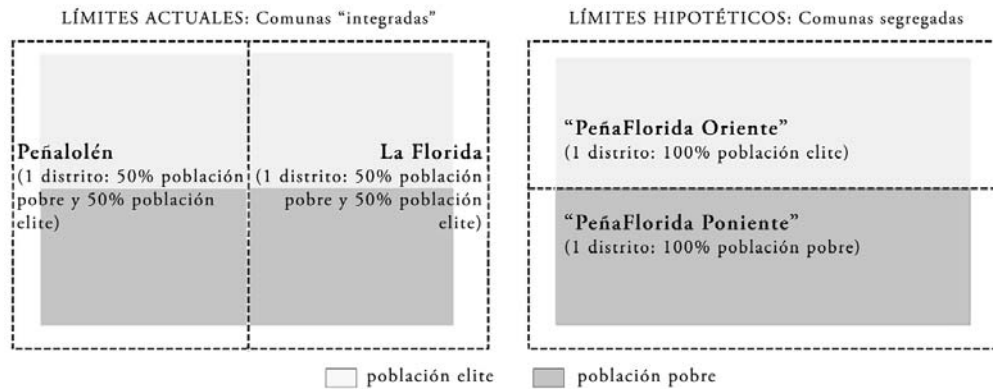 LÍMITES ACTUALES: Comunas “integradas”
Peñalolén
(1 distrito: 50% población
pobre y 50% población
elite)
La Florida
(1 distrito: 50% población
pobre y 50% población
elite)
LÍMITES HIPOTÉTICOS: Comunas segregadas
“PeñaFlorida Oriente”
(1 distrito: 100% población elite)
“PeñaFlorida Poniente”
(1 distrito: 100% población pobre)
población elite
población pobre